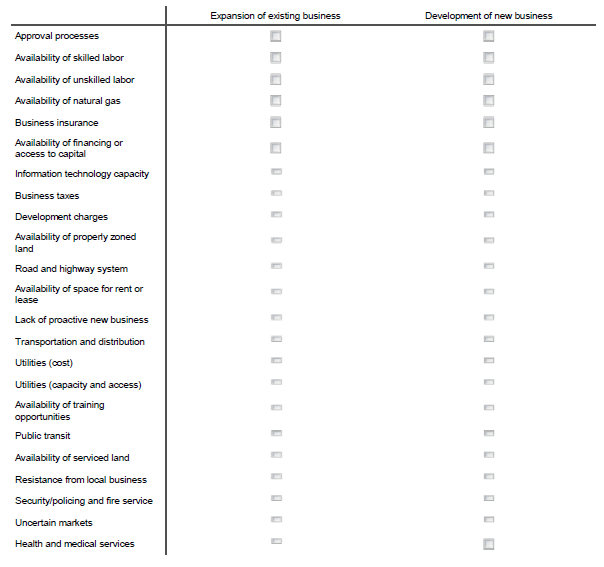 Expansion of existing business Development of new business
Approval processes
Availability of skilled labor
Availability of unskilled labor
Availability of natural gas
Business insurance
Availability of financing or
access to capital
Information technology capacity
Business taxes
Development charges
Availability of properly zoned
land
Road and highway system
Availability of space for rent or
lease
Lack of proactive new business
Transportation and distribution
Utilities (cost)
Utilities (capacity and access)
Availability of training
opportunities
Public transit
Availability of serviced land
Resistance from local business
Security/policing and fire service
Uncertain markets
Health and medical services